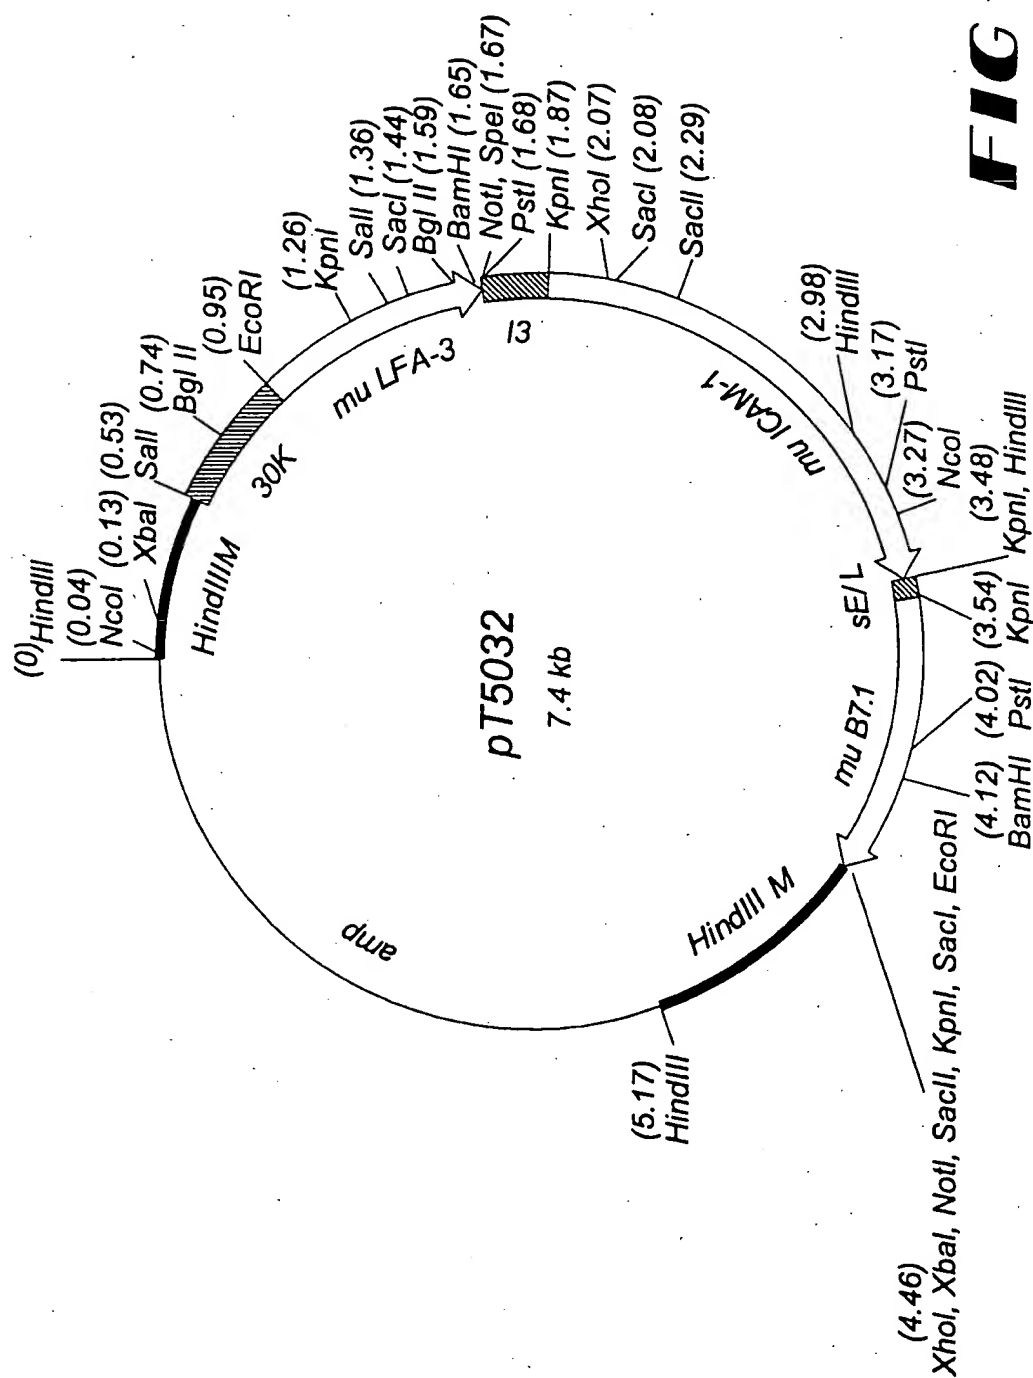 (0) HindIII
(0.04)
NcoI
(0.13)
XbaI
(0.53)
SalI
(0.74)
Bgl II
(0.95)
EcoRI
(1.26)
KpnI
SalI (1.36)
SacI (1.44)
Bgl II (1.59)
BamHI (1.65)
NotI, SpeI (1.67)
PstI (1.68)
KpnI (1.87)
XhoI (2.07)
SacI (2.08)
SacII (2.29)
(2.98)
HindIII
(3.17)
PstI
(3.27)
NcoI
(3.48)
KpnI, HindIII
(3.54)
KpnI
(4.02)
PstI
(4.12)
BamHI
(4.46)
XhoI, XbaI, NotI, SacII, KpnI, SacI, EcoRI
(5.17)
HindIII
HindIIIM
30K
mu LFA-3
I3
mu ICAM-1
sE/L
mu B7.1
HindIII M
amp
pT5032
7.4 kb
FIG